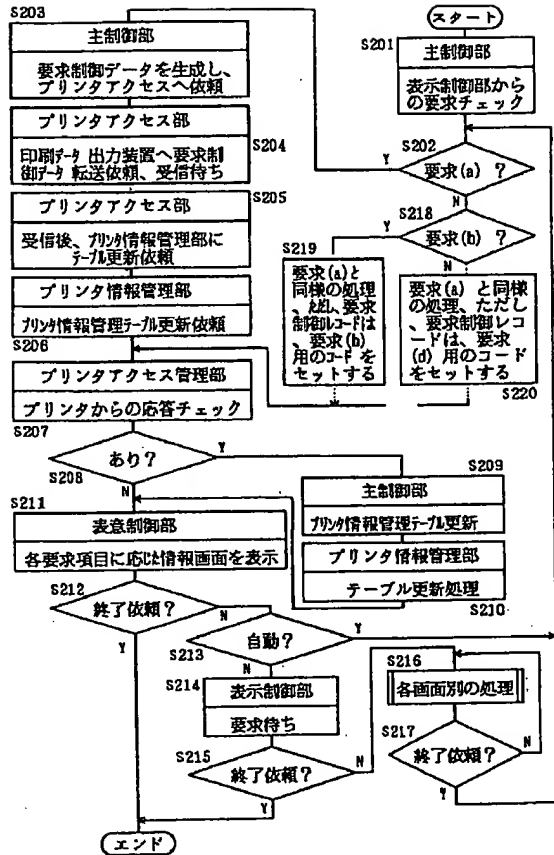 スタート
S201
主制御部
表示制御部から
の要求チェック
S202
要求(a) ?
Y
N
S203
主制御部
要求制御データを生成し、
プリンタアクセスへ依頼
プリンタアクセス部
S204
印刷データ 出力装置へ要求制
御データ 転送依頼、受信待ち
S205
プリンタアクセス部
受信後、プリンタ情報管理部に
テーブル更新依頼
プリンタ情報管理部
プリンタ情報管理テーブル更新依頼
S206
S218
要求(b) ?
Y
N
S219
要求(a)と
同様の処理
、ただし、要求
制御レコードは
、要求(b)
用のコードを
セットする
要求(a) と同様
の処理、ただし
、要求制御レコ
ードは、要求
(d) 用のコード
をセットする
S220
プリンタアクセス管理部
プリンタからの応答チェック
S207
あり?
Y
N
S208
S209
主制御部
プリンタ情報管理テーブル更新
プリンタ情報管理部
テーブル更新処理
S210
S211
表意制御部
各要求項目に応じた情報画面を表示
S212
終了依頼?
N
Y
自動?
Y
S213
N
S214
表示制御部
要求待ち
S215
終了依頼?
N
Y
S216
各画面別の処理
S217
終了依頼?
N
Y
エンド